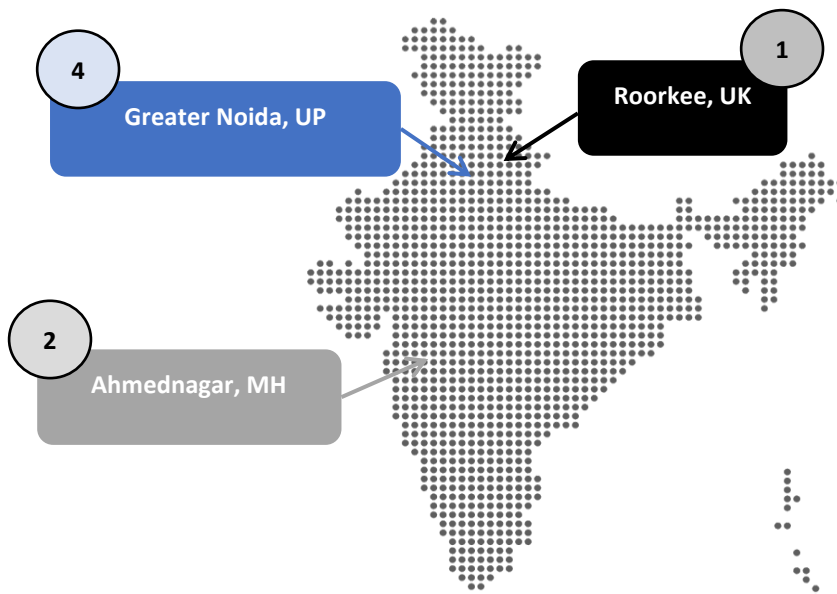 4
Greater Noida, UP
1
Roorkee, UK
2
Ahmednagar, MH